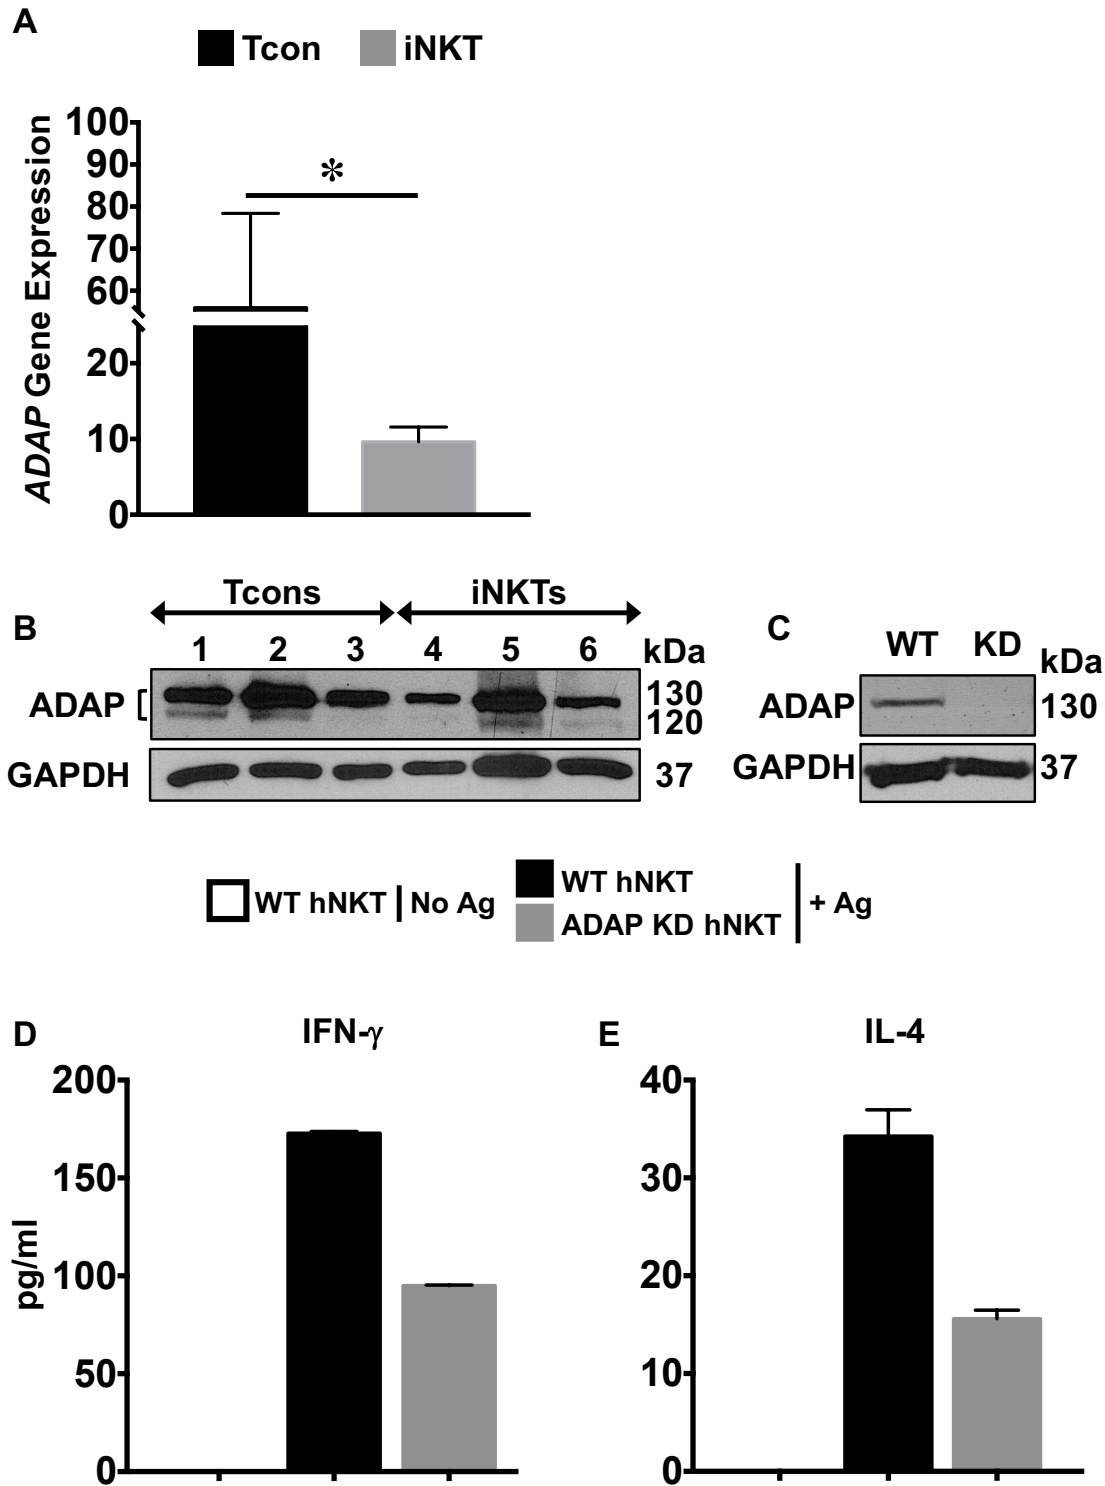 A
Tcon iNKT
ADAP Gene Expression
100
90
80
70
60
20
10
0
*
B
Tcons iNKTs
1 2 3 4 5 6 kDa
ADAP 130
120
GAPDH 37
C
WT KD kDa
ADAP 130
GAPDH 37
WT hNKT No Ag
WT hNKT
ADAP KD hNKT
+ Ag
D
IFN-γ
pg/ml
200
150
100
50
0
E
IL-4
40
30
20
10
0